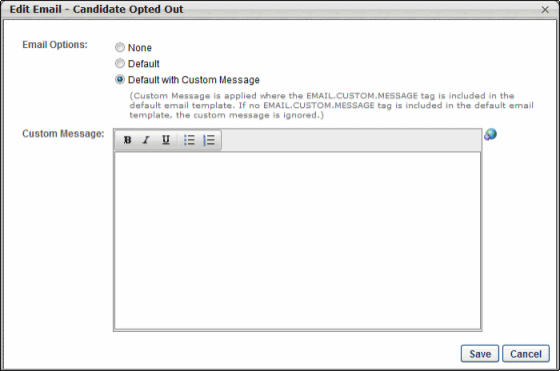 Edit Email - Candidate Opted Out
Email Options:
None
Default
Default with Custom Message
(Custom Message is applied where the EMAIL.CUSTOM.MESSAGE tag is included in the
default email template. If no EMAIL.CUSTOM.MESSAGE tag is included in the default email
template, the custom message is ignored.)
Custom Message:
B I U
Save Cancel